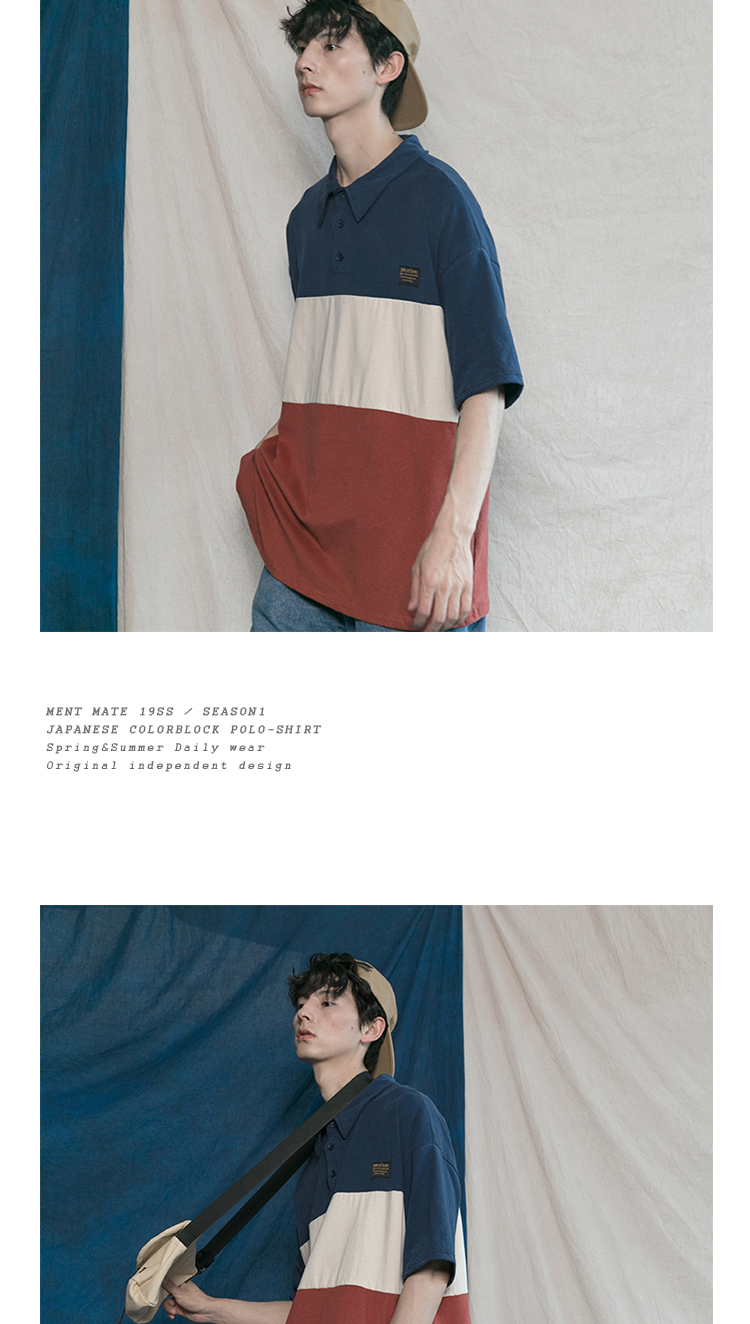 MENT MATE 19SS / SEASON1
JAPANESE COLORBLOCK POLO-SHIRT
Spring&Summer Daily wear
Original independent design